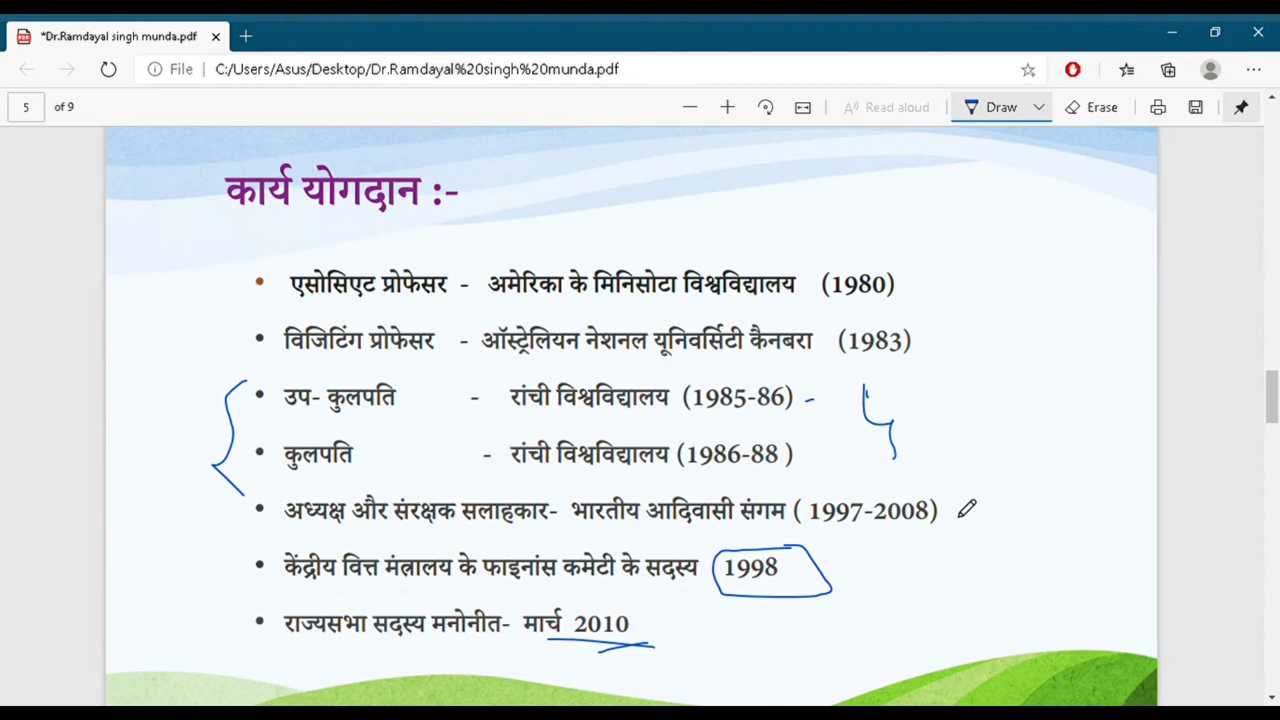 *Dr.Ramdayal singh munda.pdf
File C:/Users/Asus/Desktop/Dr.Ramdayal%20singh%20munda.pdf
5 of 9 Read aloud Draw Erase
कार्य योगदान :-
• एसोसिएट प्रोफेसर - अमेरिका के मिनिसोटा विश्वविद्यालय (1980)
• विजिटिंग प्रोफेसर - ऑस्ट्रेलियन नेशनल यूनिवर्सिटी कैनबरा (1983)
• उप- कुलपति - रांची विश्वविद्यालय (1985-86)
• कुलपति - रांची विश्वविद्यालय (1986-88 )
• अध्यक्ष और संरक्षक सलाहकार- भारतीय आदिवासी संगम ( 1997-2008)
• केंद्रीय वित्त मंत्रालय के फाइनांस कमेटी के सदस्य 1998
• राज्यसभा सदस्य मनोनीत- मार्च 2010